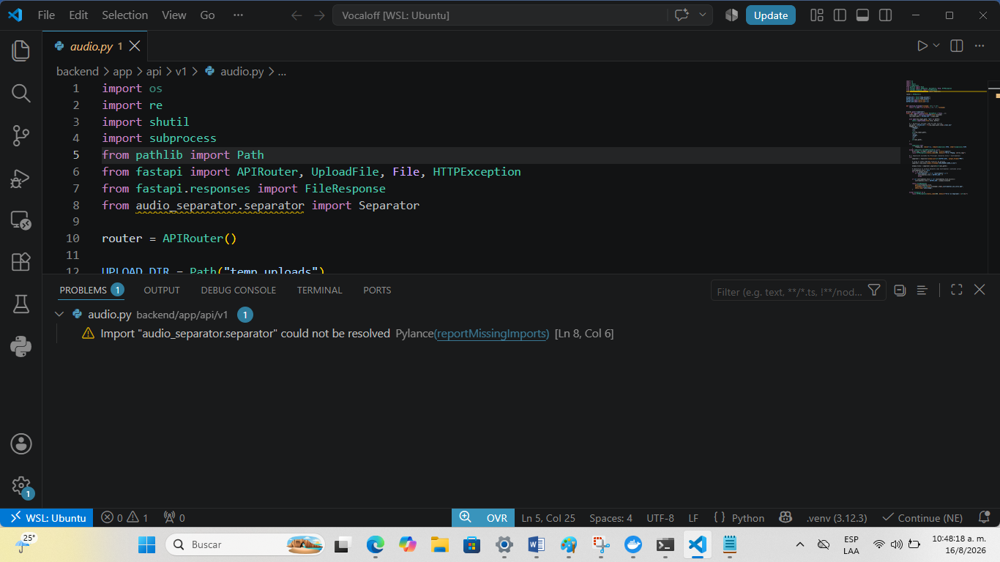 File Edit Selection View Go ···
Vocaloff [WSL: Ubuntu]
Update
audio.py 1
backend > app > api > v1 > audio.py > ...
1 import os
2 import re
3 import shutil
4 import subprocess
5 from pathlib import Path
6 from fastapi import APIRouter, UploadFile, File, HTTPException
7 from fastapi.responses import FileResponse
8 from audio_separator.separator import Separator
9
10 router = APIRouter()
11
12 UPLOAD_DIR = Path("temp_uploads")
PROBLEMS 1 OUTPUT DEBUG CONSOLE TERMINAL PORTS
Filter (e.g. text, **/*.ts, !**/nod...
audio.py backend/app/api/v1 1
Import "audio_separator.separator" could not be resolved Pylance(reportMissingImports) [Ln 8, Col 6]
1
WSL: Ubuntu 0 1 0 OVR Ln 5, Col 25 Spaces: 4 UTF-8 LF { } Python .venv (3.12.3) Continue (NE)
25°
Buscar
ESP
LAA
10:48:18 a. m.
16/8/2026